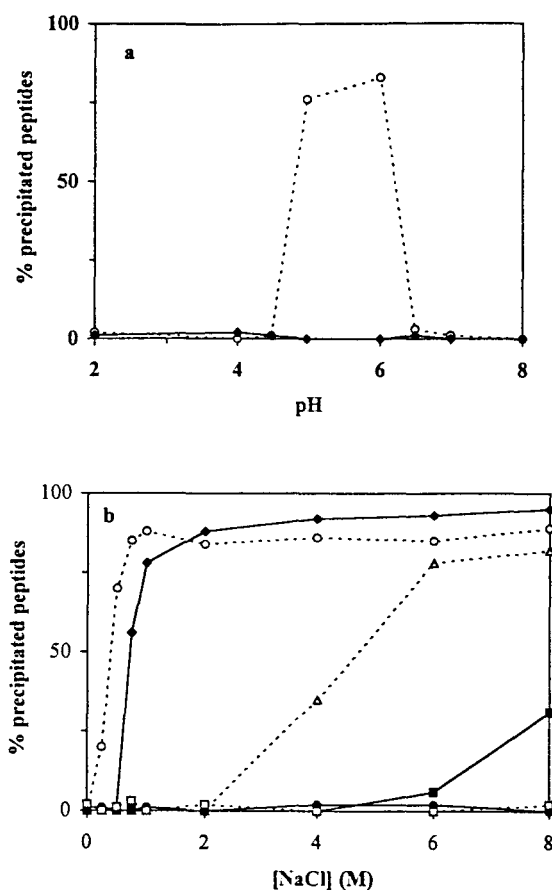 100
a
50
0
% precipitated peptides
2 4 6 8
pH
100
b
50
0
% precipitated peptides
0 2 4 6 8
[NaCl] (M)